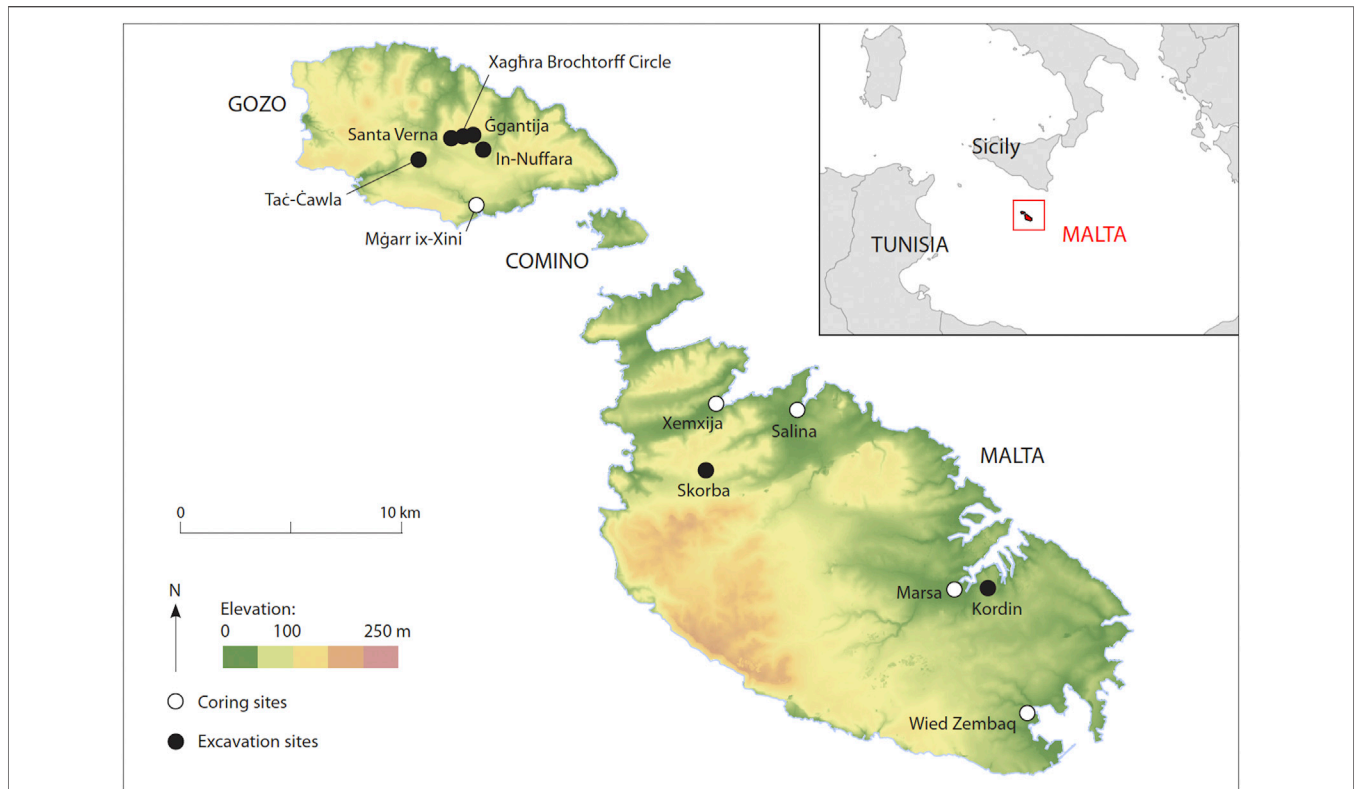 Xagħra Brochtorff Circle
GOZO
Santa Verna
Ġgantija
In-Nuffara
Taċ-Ċawla
Mġarr ix-Xini
COMINO
Sicily
TUNISIA
MALTA
Xemxija
Salina
MALTA
Skorba
0 10 km
Marsa
Kordin
N
Elevation:
0 100 250 m
Wied Zembaq
Coring sites
Excavation sites